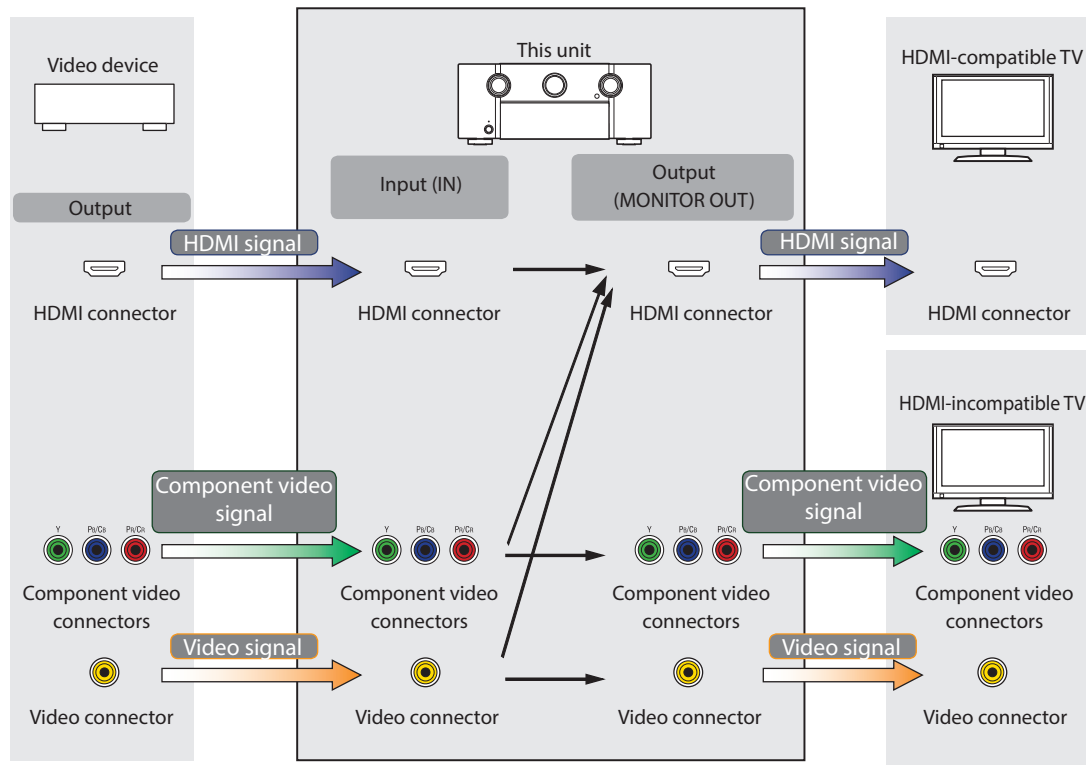 Video device
This unit
HDMI-compatible TV
Input (IN)
Output
(MONITOR OUT)
Output
HDMI signal
HDMI signal
HDMI connector
HDMI connector
HDMI connector
HDMI connector
HDMI-incompatible TV
Component video
signal
Component video
signal
Y PB/CB PR/CR
Y PB/CB PR/CR
Y PB/CB PR/CR
Y PB/CB PR/CR
Component video
connectors
Component video
connectors
Component video
connectors
Component video
connectors
Video signal
Video signal
Video connector
Video connector
Video connector
Video connector